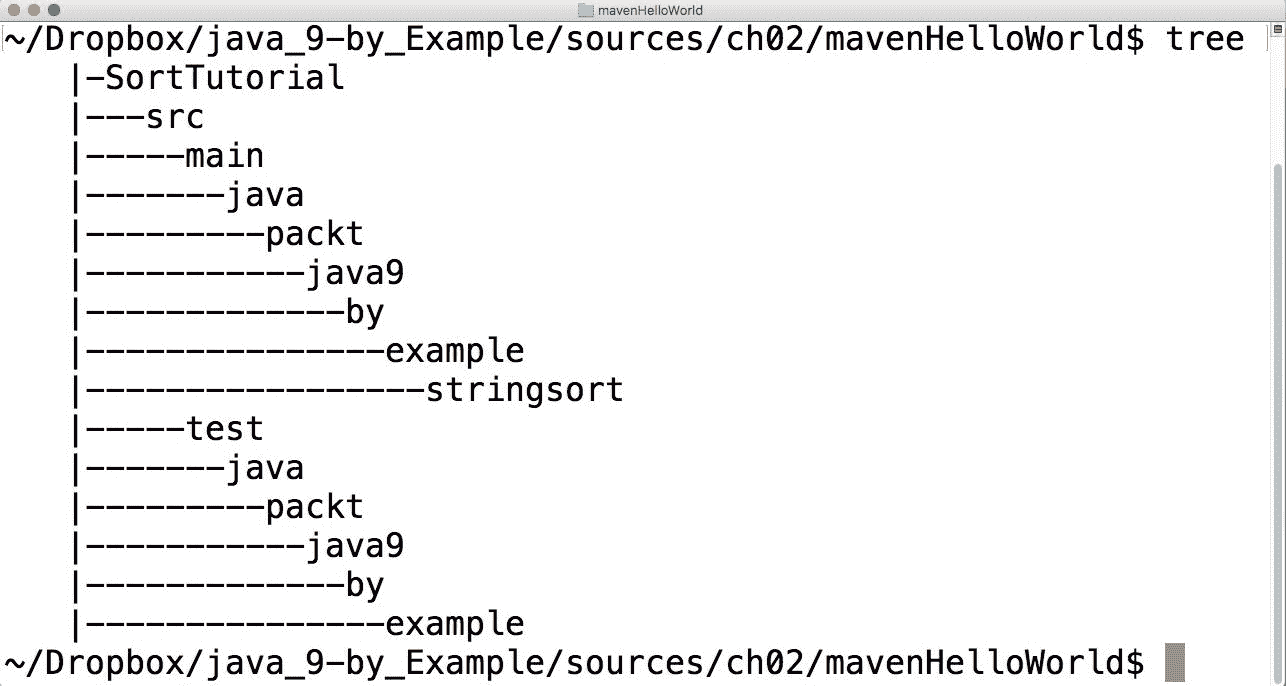 mavenHelloWorld
~/Dropbox/java_9-by_Example/sources/ch02/mavenHelloWorld$ tree
|-SortTutorial
|---src
|-----main
|-------java
|---------packt
|-----------java9
|-------------by
|---------------example
|-----------------stringsort
|-----test
|-------java
|---------packt
|-----------java9
|-------------by
|---------------example
~/Dropbox/java_9-by_Example/sources/ch02/mavenHelloWorld$